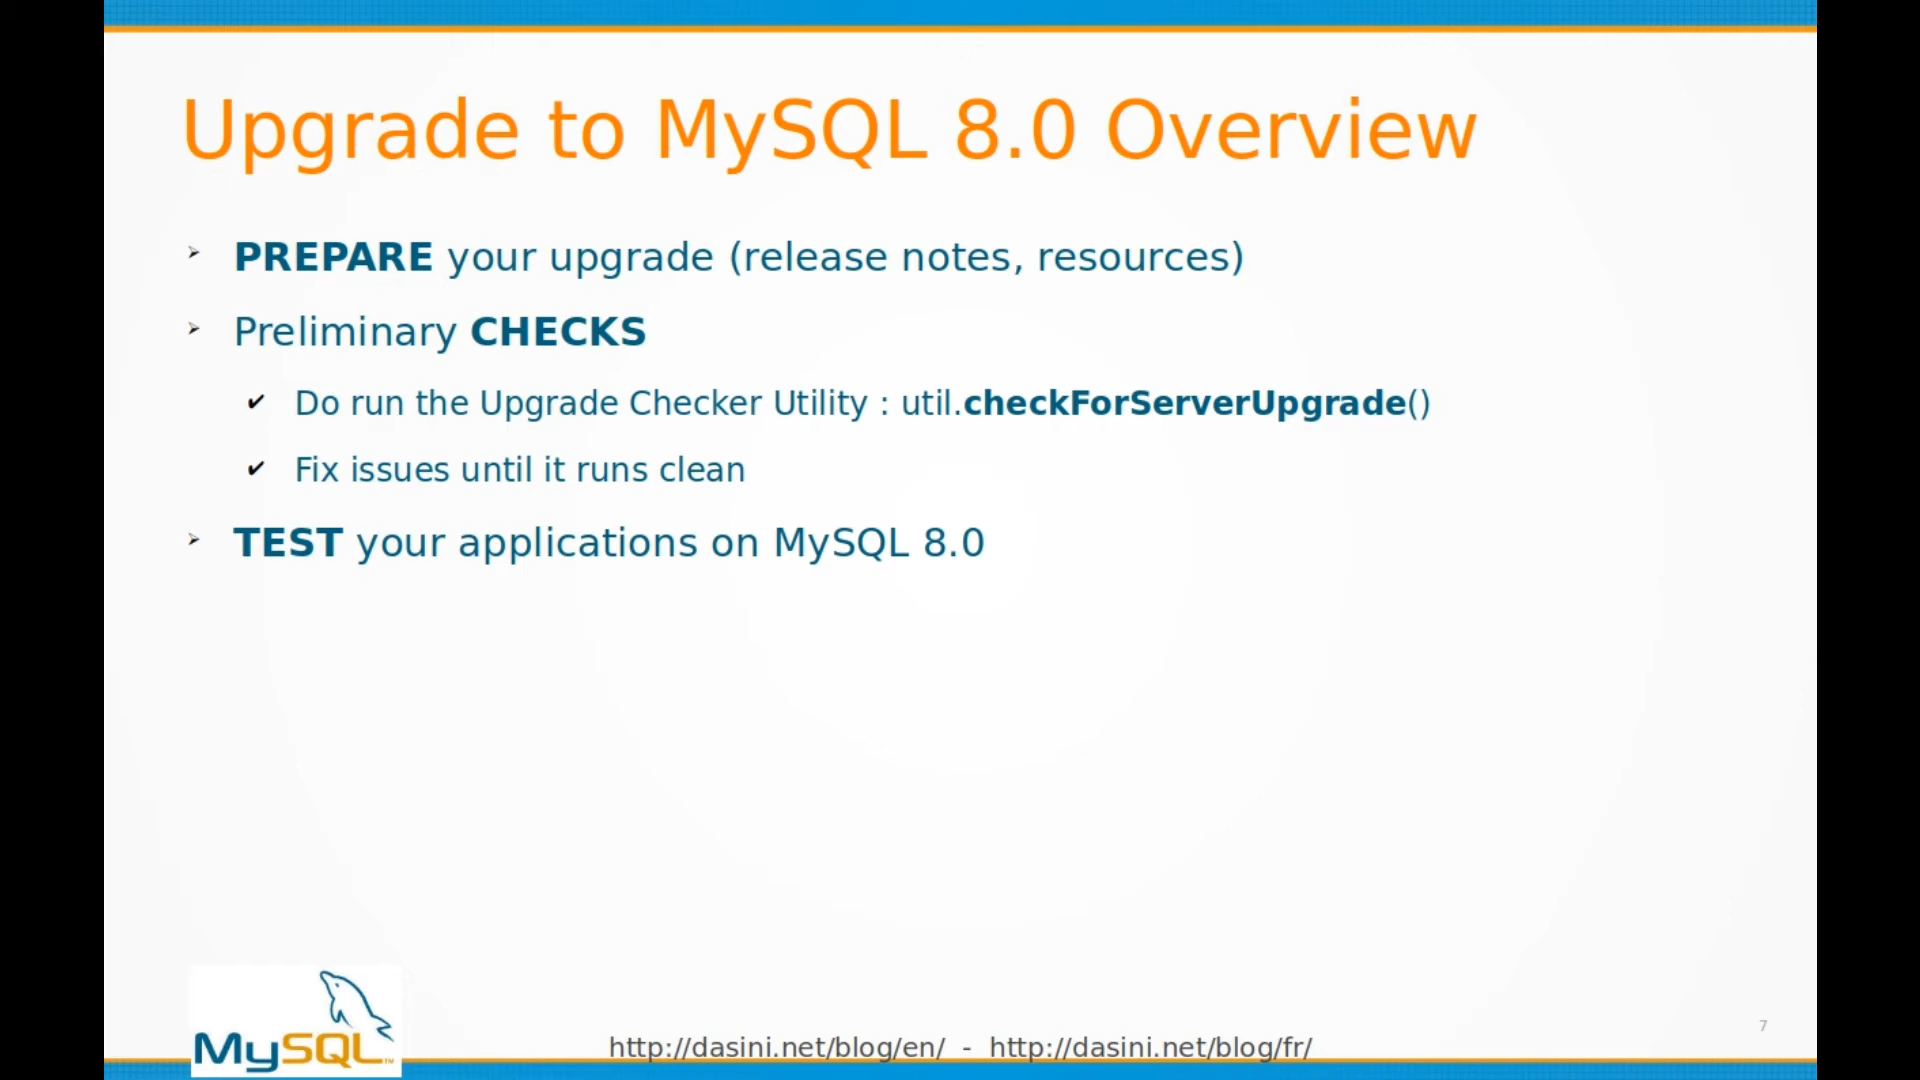 Upgrade to MySQL 8.0 Overview
PREPARE your upgrade (release notes, resources)
Preliminary CHECKS
Do run the Upgrade Checker Utility : util.checkForServerUpgrade()
Fix issues until it runs clean
TEST your applications on MySQL 8.0
7
MySQL™
http://dasini.net/blog/en/ - http://dasini.net/blog/fr/